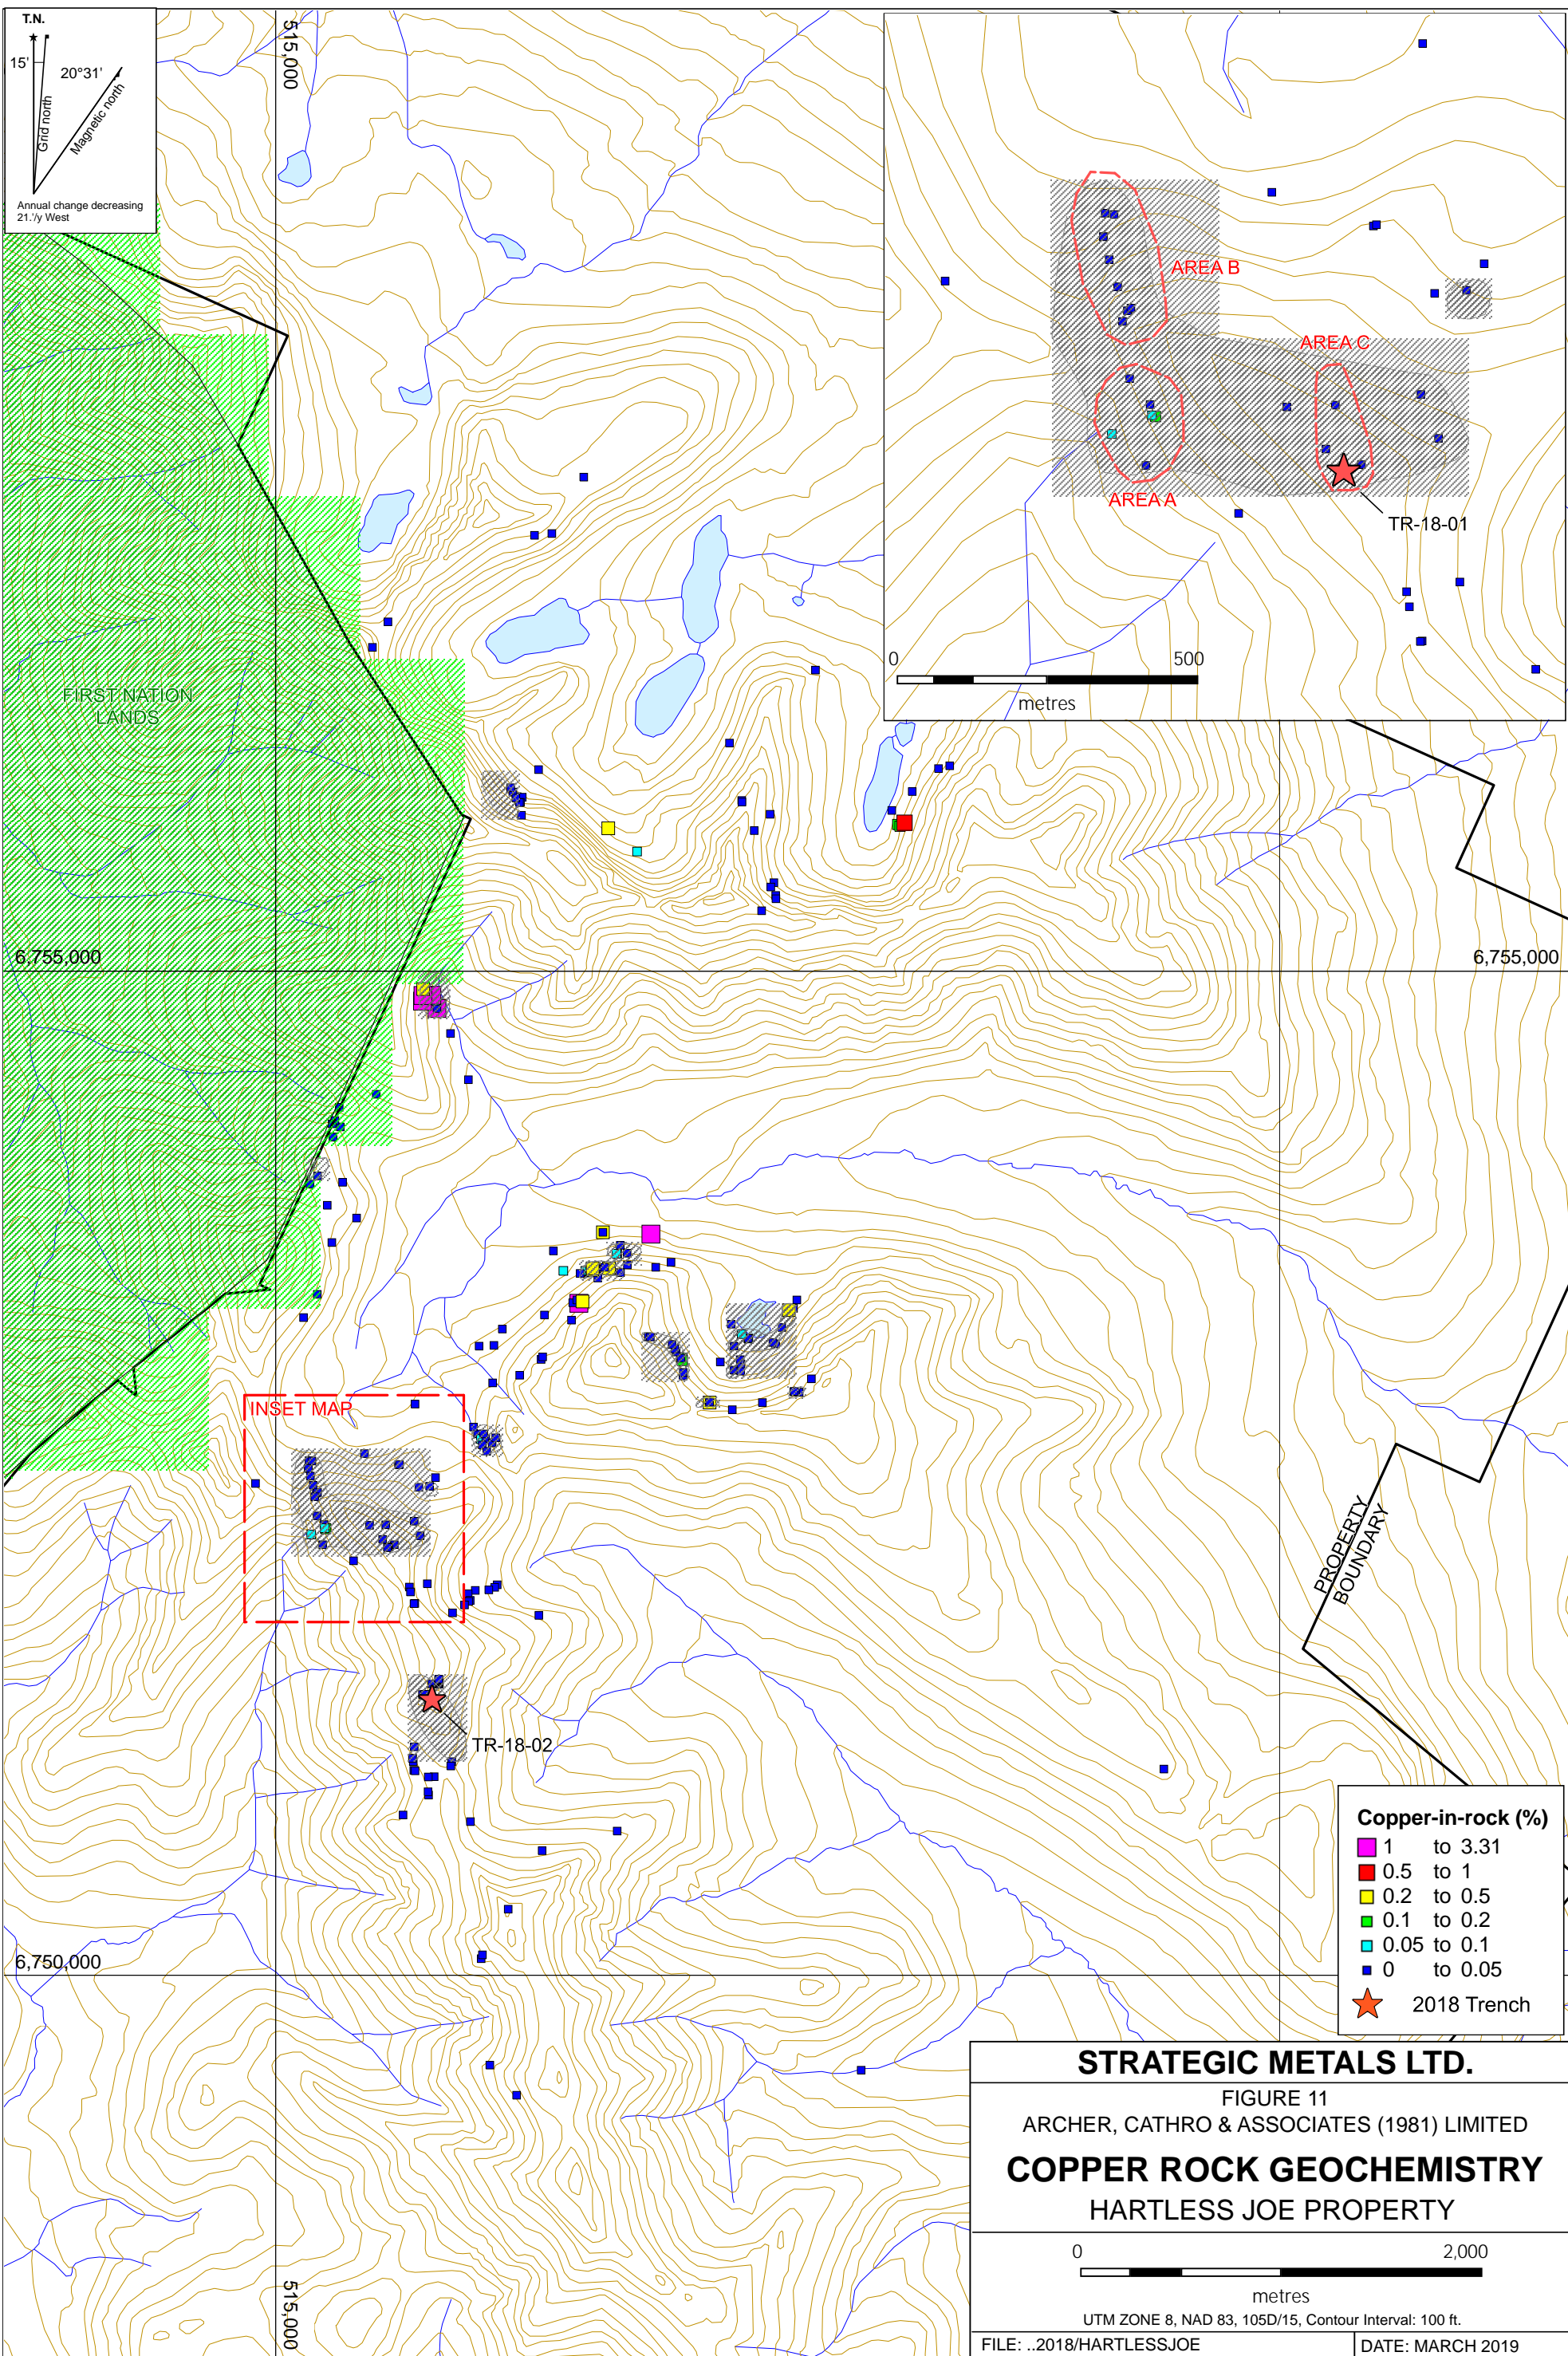 T.N.
15'
20°31'
Grid north
Magnetic north
Annual change decreasing
21.'/y West
515,000
AREA B
AREA C
AREA A
TR-18-01
0 500
metres
FIRST NATION
LANDS
6,755,000
6,755,000
INSET MAP
PROPERTY
BOUNDARY
TR-18-02
6,750,000
515,000
Copper-in-rock (%)
1 to 3.31
0.5 to 1
0.2 to 0.5
0.1 to 0.2
0.05 to 0.1
0 to 0.05
2018 Trench
STRATEGIC METALS LTD.
FIGURE 11
ARCHER, CATHRO & ASSOCIATES (1981) LIMITED
COPPER ROCK GEOCHEMISTRY
HARTLESS JOE PROPERTY
0 2,000
metres
UTM ZONE 8, NAD 83, 105D/15, Contour Interval: 100 ft.
FILE: ..2018/HARTLESSJOE
DATE: MARCH 2019